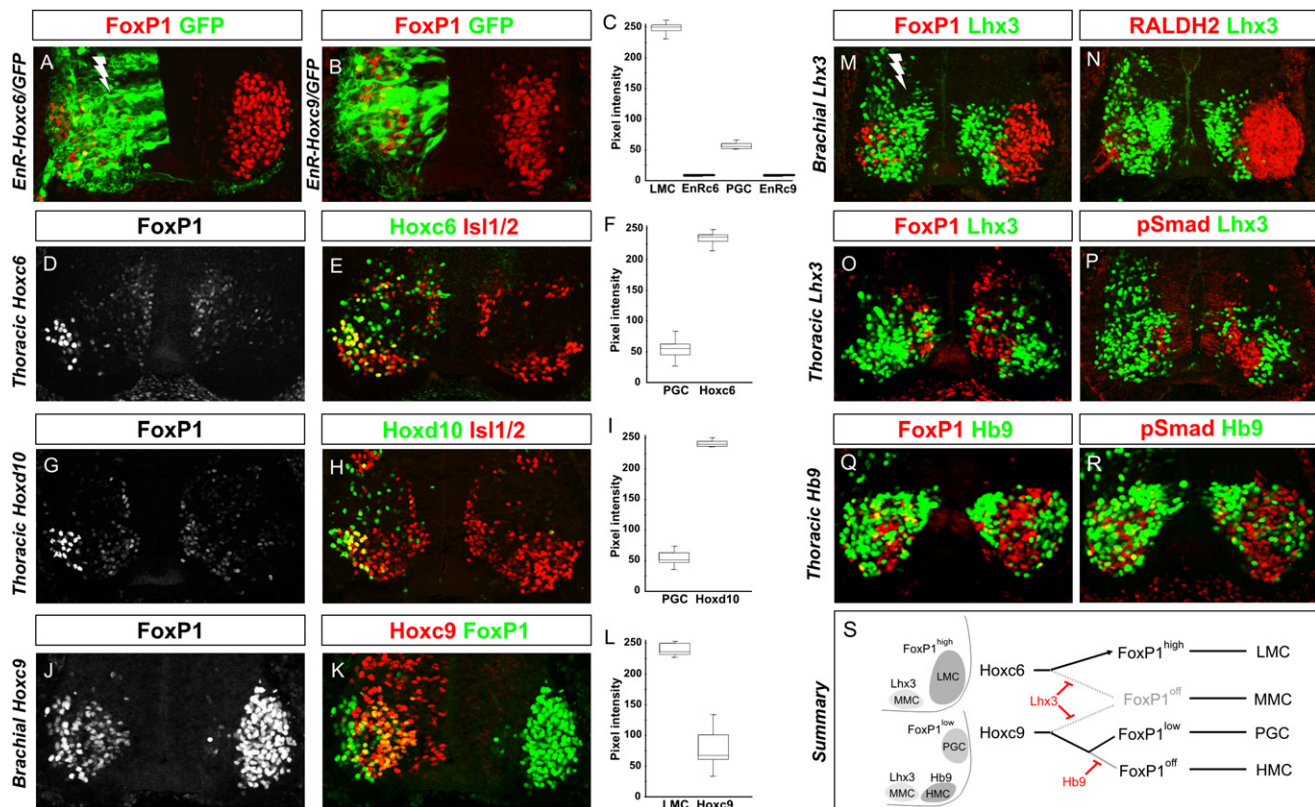 FoxP1 GFP
A
EnR-Hoxc6/GFP
FoxP1 GFP
B
EnR-Hoxc9/GFP
C
Pixel intensity
250
200
150
100
50
0
LMC EnRc6 PGC EnRc9
FoxP1
D
Thoracic Hoxc6
Hoxc6 Isl1/2
E
F
Pixel intensity
250
200
150
100
50
0
PGC Hoxc6
FoxP1
G
Thoracic Hoxd10
Hoxd10 Isl1/2
H
I
Pixel intensity
250
200
150
100
50
0
PGC Hoxd10
FoxP1
J
Brachial Hoxc9
Hoxc9 FoxP1
K
L
Pixel intensity
250
200
150
100
50
0
LMC Hoxc9
FoxP1 Lhx3
M
Brachial Lhx3
RALDH2 Lhx3
N
FoxP1 Lhx3
O
Thoracic Lhx3
pSmad Lhx3
P
FoxP1 Hb9
Q
Thoracic Hb9
pSmad Hb9
R
S
Summary
FoxP1high
LMC
Lhx3
MMC
FoxP1low
PGC
Lhx3
MMC
Hb9
HMC
Hoxc6
FoxP1high
LMC
Lhx3
FoxP1off
MMC
Hoxc9
FoxP1low
PGC
FoxP1off
HMC
Hb9